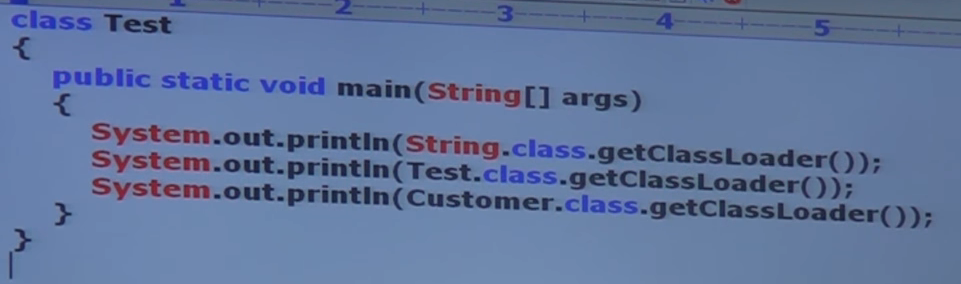 2 3 4 5
class Test
{
public static void main(String[] args)
{
System.out.println(String.class.getClassLoader());
System.out.println(Test.class.getClassLoader());
System.out.println(Customer.class.getClassLoader());
}
}